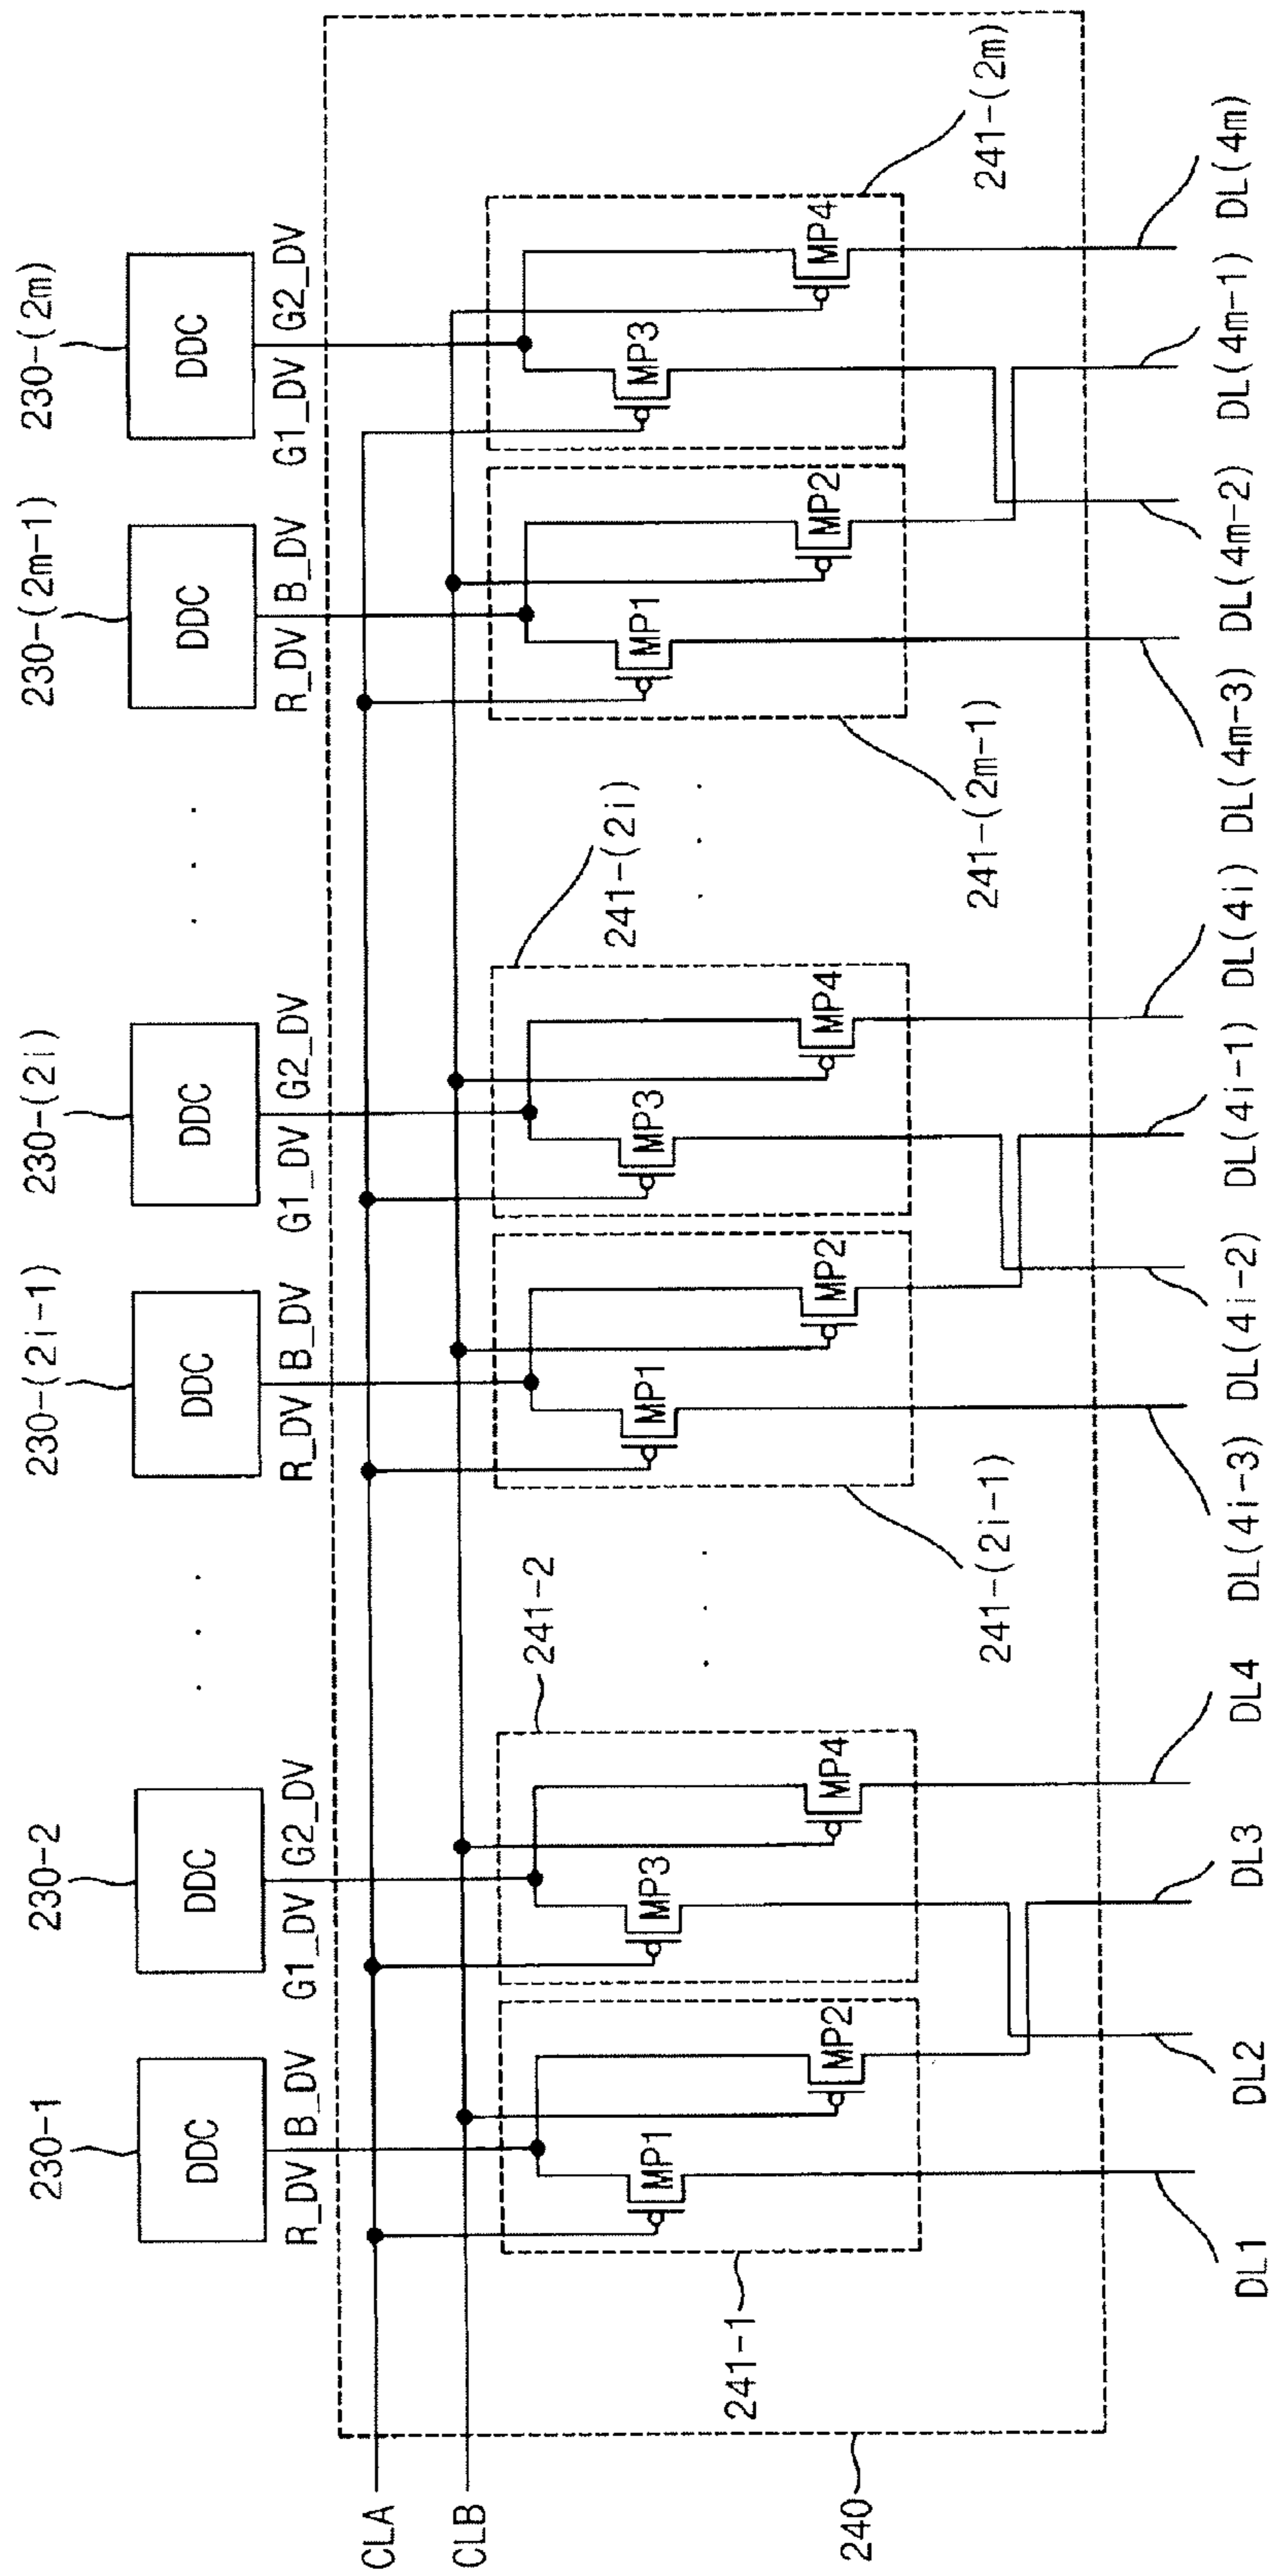 230-1
230-2
230-(2i-1)
230-(2i)
230-(2m-1)
230-(2m)
DDC
DDC
DDC
DDC
DDC
DDC
R_DV
B_DV
G1_DV
G2_DV
R_DV
B_DV
G1_DV
G2_DV
R_DV
B_DV
G1_DV
G2_DV
CLA
CLB
241-2
241-(2i)
MP1
MP3
MP1
MP3
MP1
MP3
MP2
MP4
MP2
MP4
MP2
MP4
241-1
241-(2i-1)
241-(2m-1)
241-(2m)
240
DL1
DL2
DL3
DL4
DL(4i-3)
DL(4i-2)
DL(4i-1)
DL(4i)
DL(4m-3)
DL(4m-2)
DL(4m-1)
DL(4m)